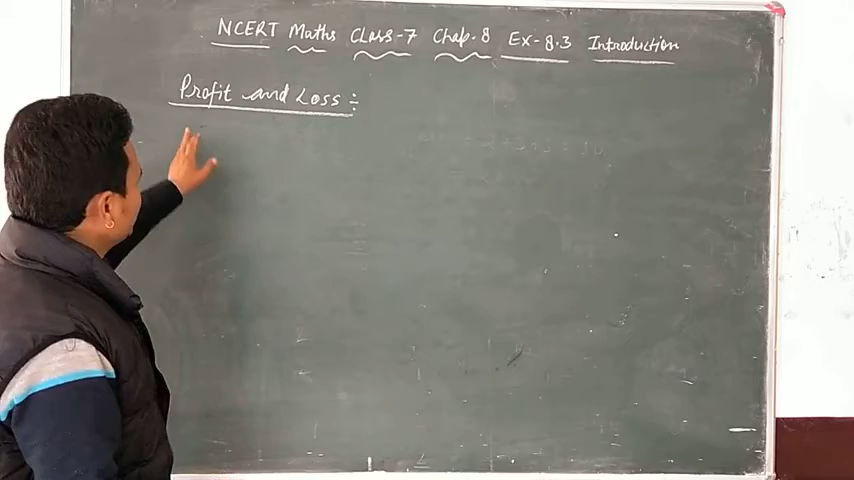 NCERT Maths Class-7 Chap.8 Ex-8.3 Introduction
Profit and Loss ÷